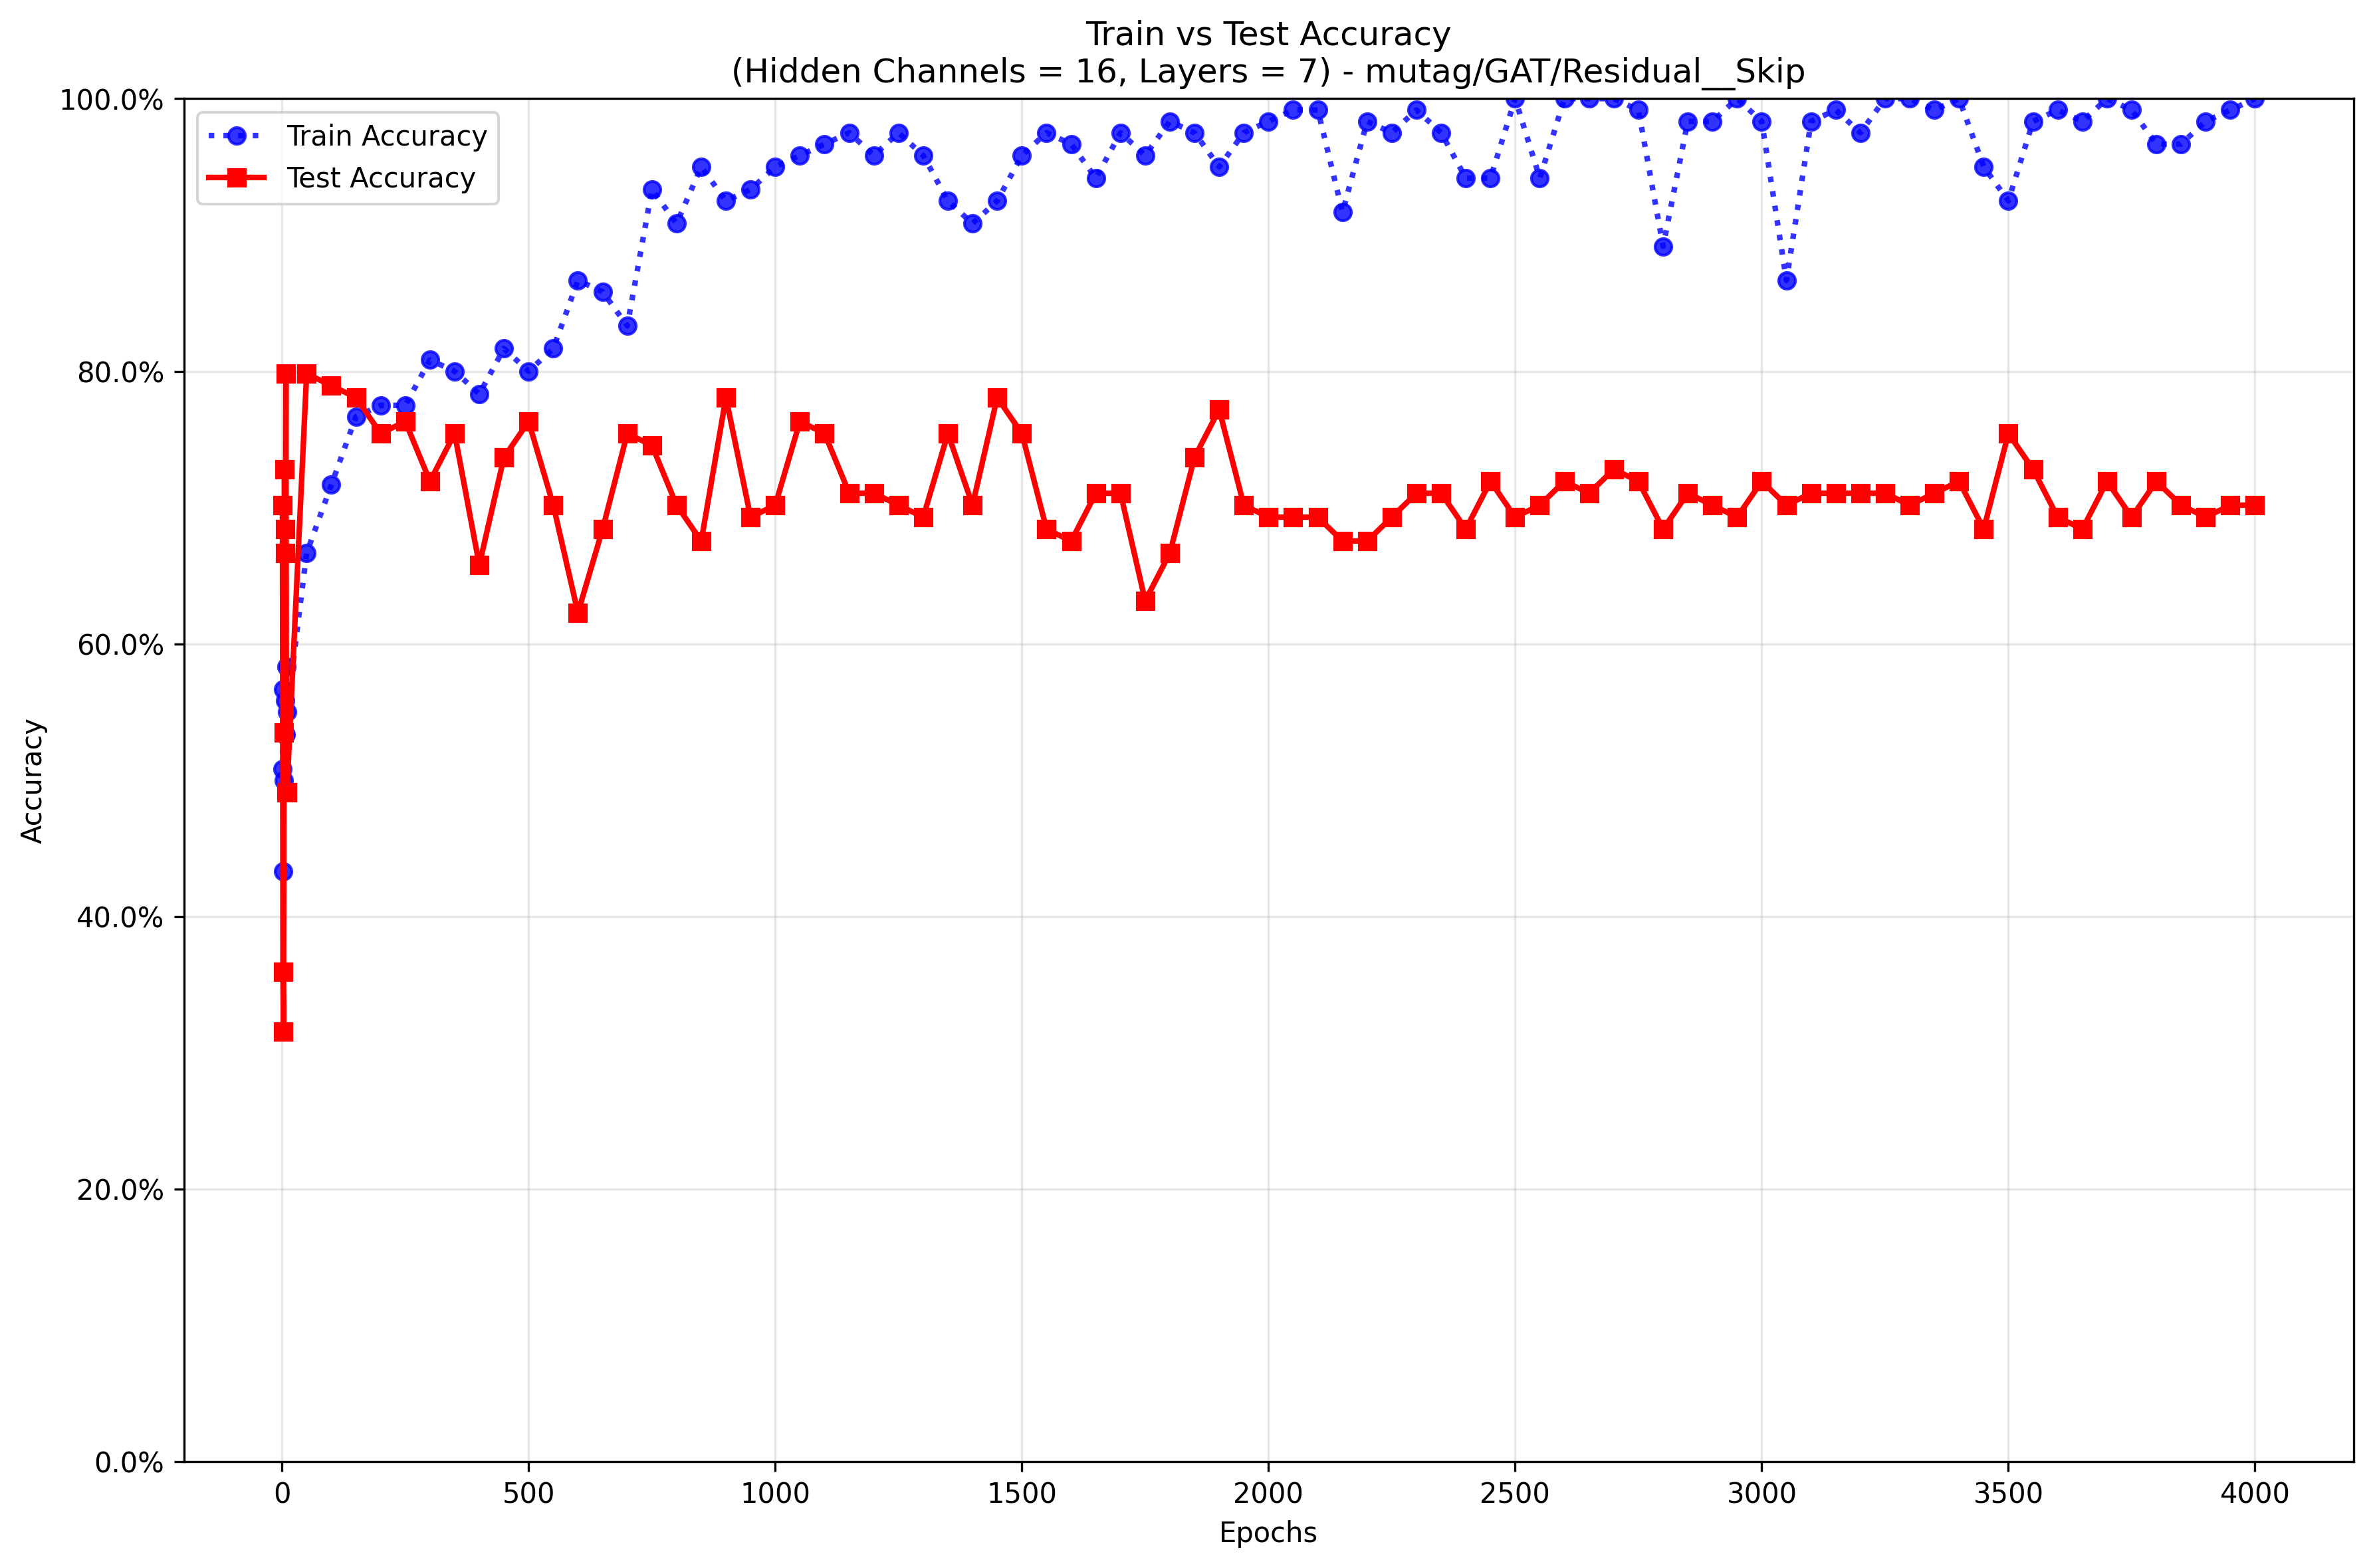 Train vs Test Accuracy
(Hidden Channels = 16, Layers = 7) - mutag/GAT/Residual__Skip
100.0%
80.0%
60.0%
40.0%
20.0%
0.0%
Accuracy
Train Accuracy
Test Accuracy
0
500
1000
1500
2000
2500
3000
3500
4000
Epochs